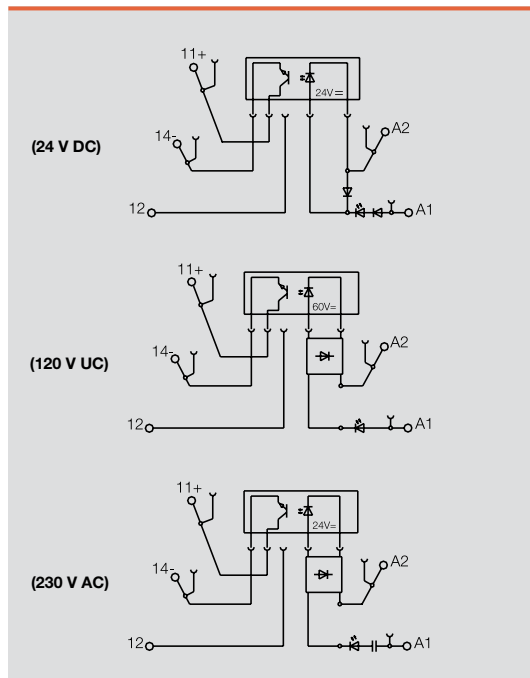 11+
24V=
14-
A2
(24 V DC)
12
A1
11+
60V=
14-
A2
(120 V UC)
12
A1
11+
24V=
14-
A2
(230 V AC)
12
A1